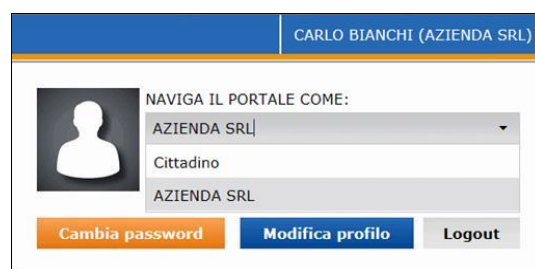 CARLO BIANCHI (AZIENDA SRL)
NAVIGA IL PORTALE COME:
AZIENDA SRL
Cittadino
AZIENDA SRL
Cambia password Modifica profilo Logout